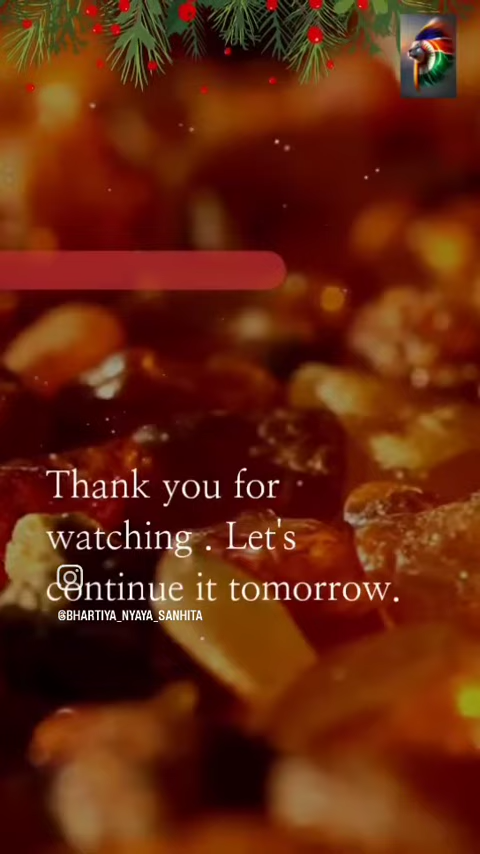 Thank you for
watching . Let's
continue it tomorrow.
@BHARTIYA_NYAYA_SANHITA